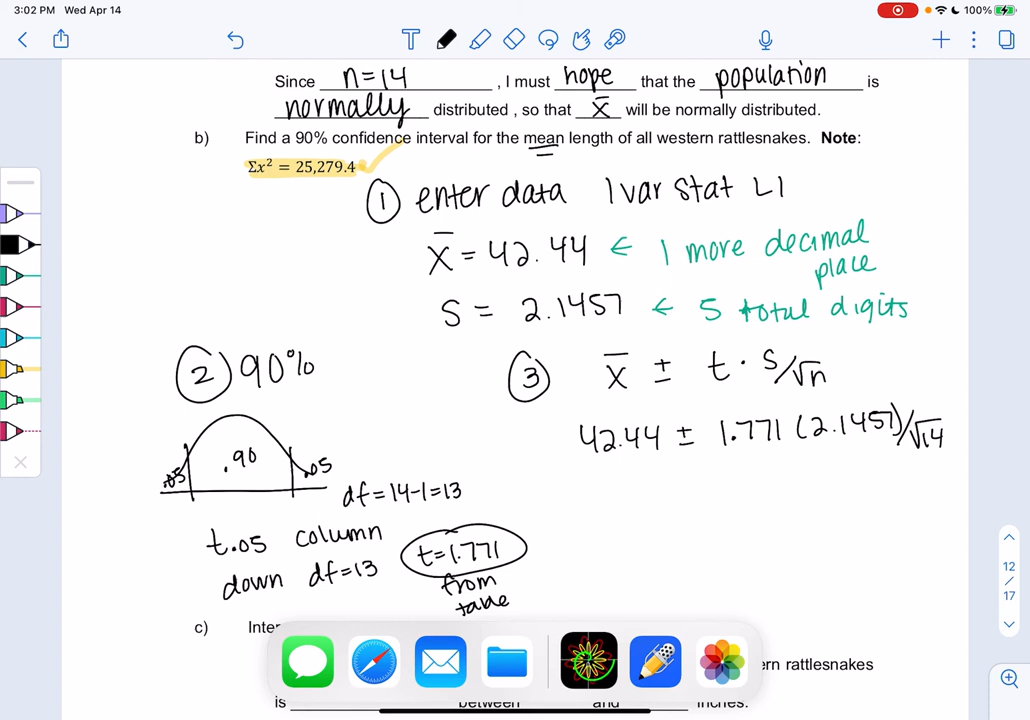 3:02 PM Wed Apr 14
100%
T
Since n=14, I must hope that the population is
normally distributed , so that x̄ will be normally distributed.
b) Find a 90% confidence interval for the mean length of all western rattlesnakes. Note:
Σx² = 25,279.4
① enter data 1 var stat L1
x̄ = 42.44 ← 1 more decimal
place
S = 2.1457 ← 5 total digits
② 90%
③ x̄ ± t · s/√n
42.44 ± 1.771 (2.1457)/√14
.05 .90 .05
df = 14-1 = 13
t.05 column
down df=13
t=1.771
from
table
12
/
17
c) Inte
ern rattlesnakes
is between and inches.